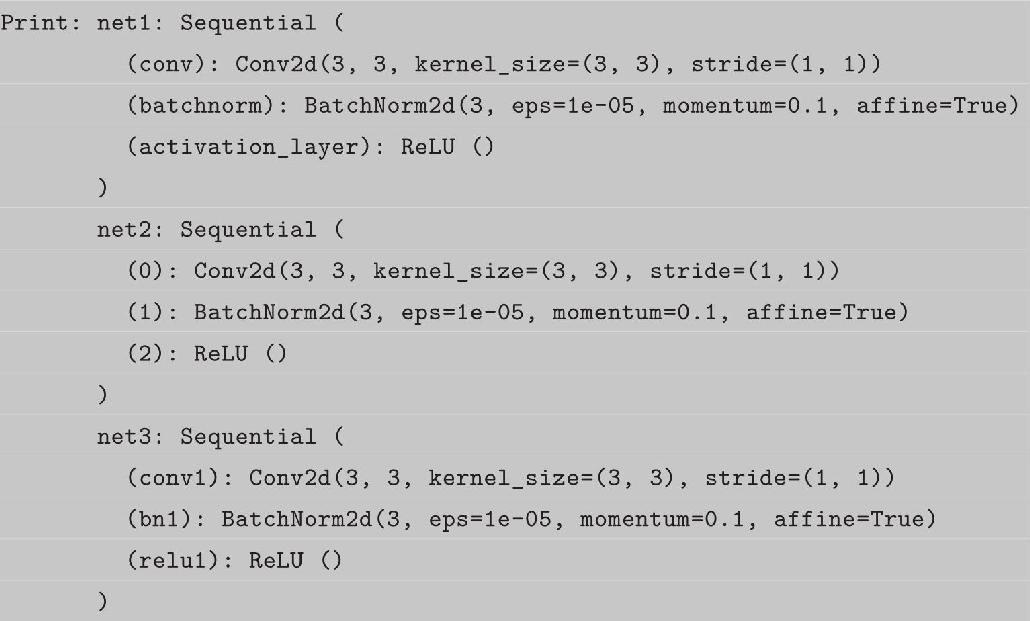 Print: net1: Sequential (
(conv): Conv2d(3, 3, kernel_size=(3, 3), stride=(1, 1))
(batchnorm): BatchNorm2d(3, eps=1e-05, momentum=0.1, affine=True)
(activation_layer): ReLU ()
)
net2: Sequential (
(0): Conv2d(3, 3, kernel_size=(3, 3), stride=(1, 1))
(1): BatchNorm2d(3, eps=1e-05, momentum=0.1, affine=True)
(2): ReLU ()
)
net3: Sequential (
(conv1): Conv2d(3, 3, kernel_size=(3, 3), stride=(1, 1))
(bn1): BatchNorm2d(3, eps=1e-05, momentum=0.1, affine=True)
(relu1): ReLU ()
)